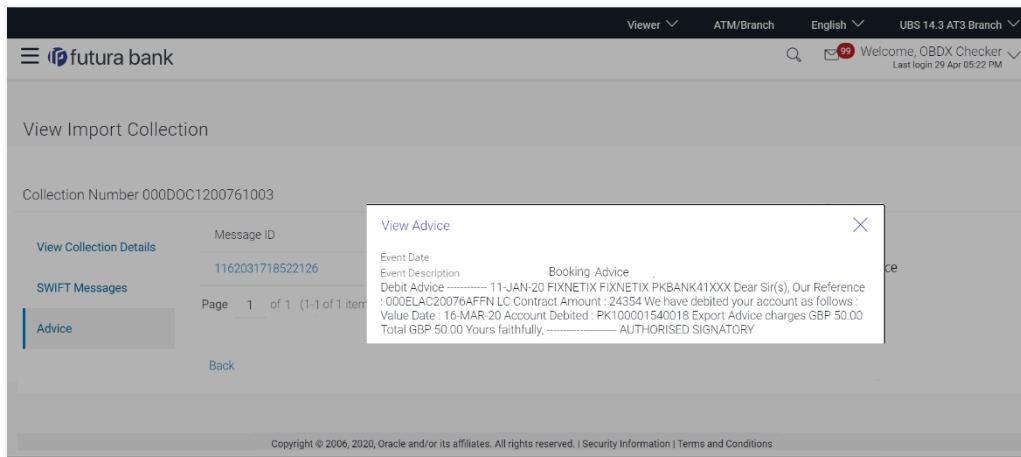 Viewer ATM/Branch English UBS 14.3 AT3 Branch
futura bank 99 Welcome, OBDX Checker
Last login 29 Apr 05:22 PM
View Import Collection
Collection Number 000DOC1200761003
View Collection Details
SWIFT Messages
Advice
Message ID
1162031718522126
Page 1 of 1 (1-1 of 1 item
Back
View Advice
Event Date
Event Description Booking Advice
Debit Advice ----------- 11-JAN-20 FIXNETIX FIXNETIX PKBANK41XXX Dear Sir(s), Our Reference
: 000ELAC20076AFFN LC Contract Amount : 24354 We have debited your account as follows :
Value Date : 16-MAR-20 Account Debited : PK100001540018 Export Advice charges GBP 50.00
Total GBP 50.00 Yours faithfully, -------------------- AUTHORISED SIGNATORY
Copyright © 2006, 2020, Oracle and/or its affiliates. All rights reserved. | Security Information | Terms and Conditions